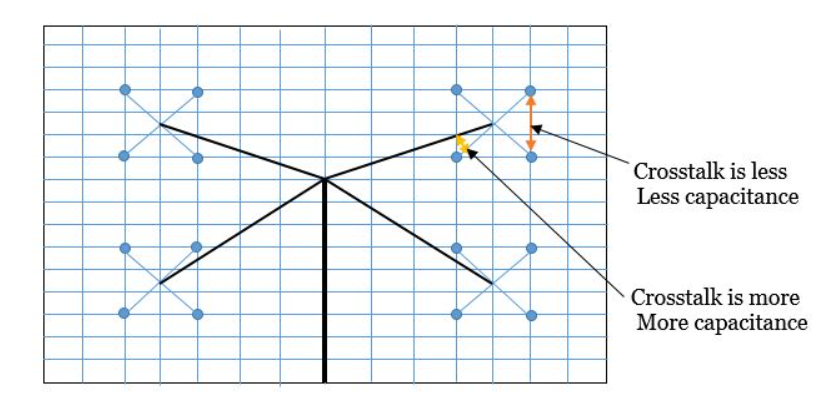 Crosstalk is less
Less capacitance
Crosstalk is more
More capacitance